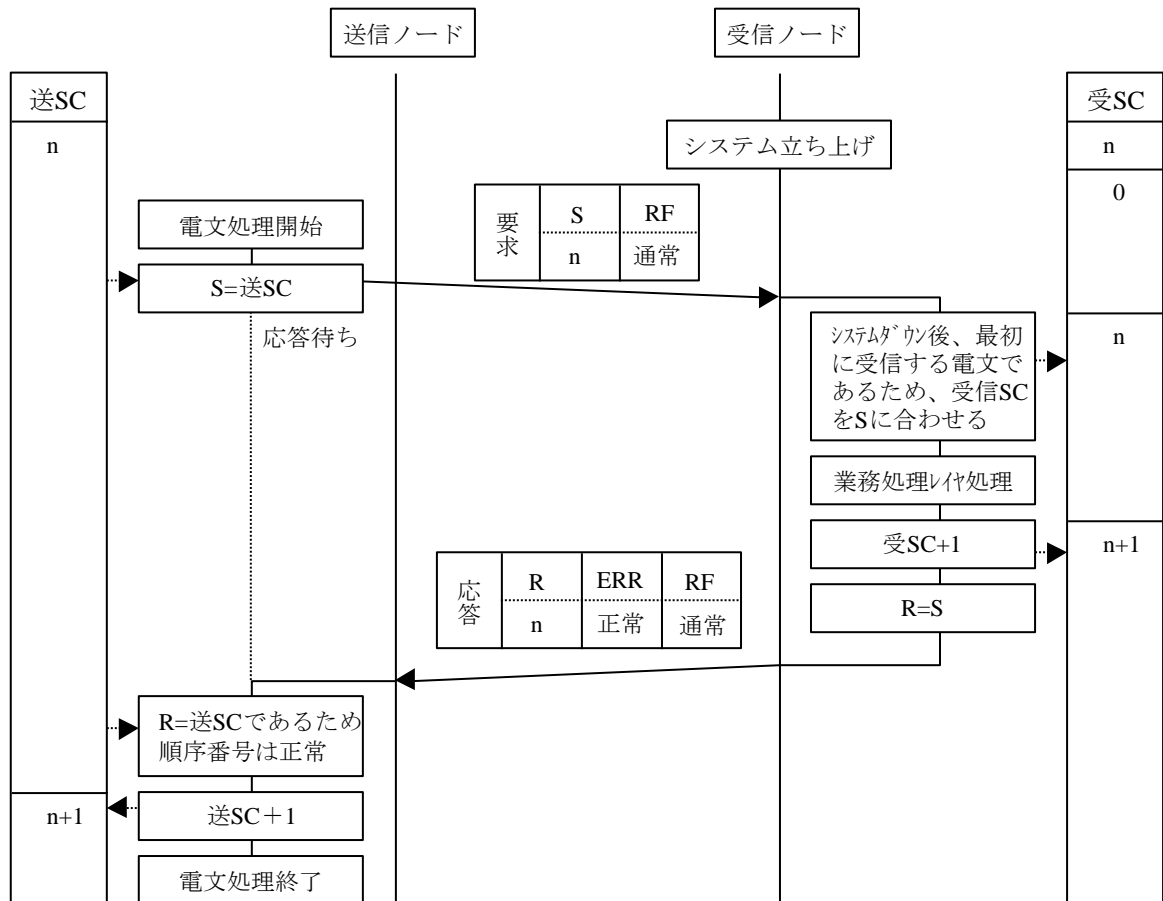 送信ノード
受信ノード
送SC
受SC
n
システム立ち上げ
n
0
要求
S
RF
n
通常
電文処理開始
S=送SC
応答待ち
ｼｽﾃﾑﾀﾞｳﾝ後、最初
に受信する電文で
あるため、受信SC
をSに合わせる
n
業務処理ﾚｲﾔ処理
受SC+1
n+1
応答
R
ERR
RF
n
正常
通常
R=S
R=送SCであるため
順序番号は正常
n+1
送SC＋1
電文処理終了